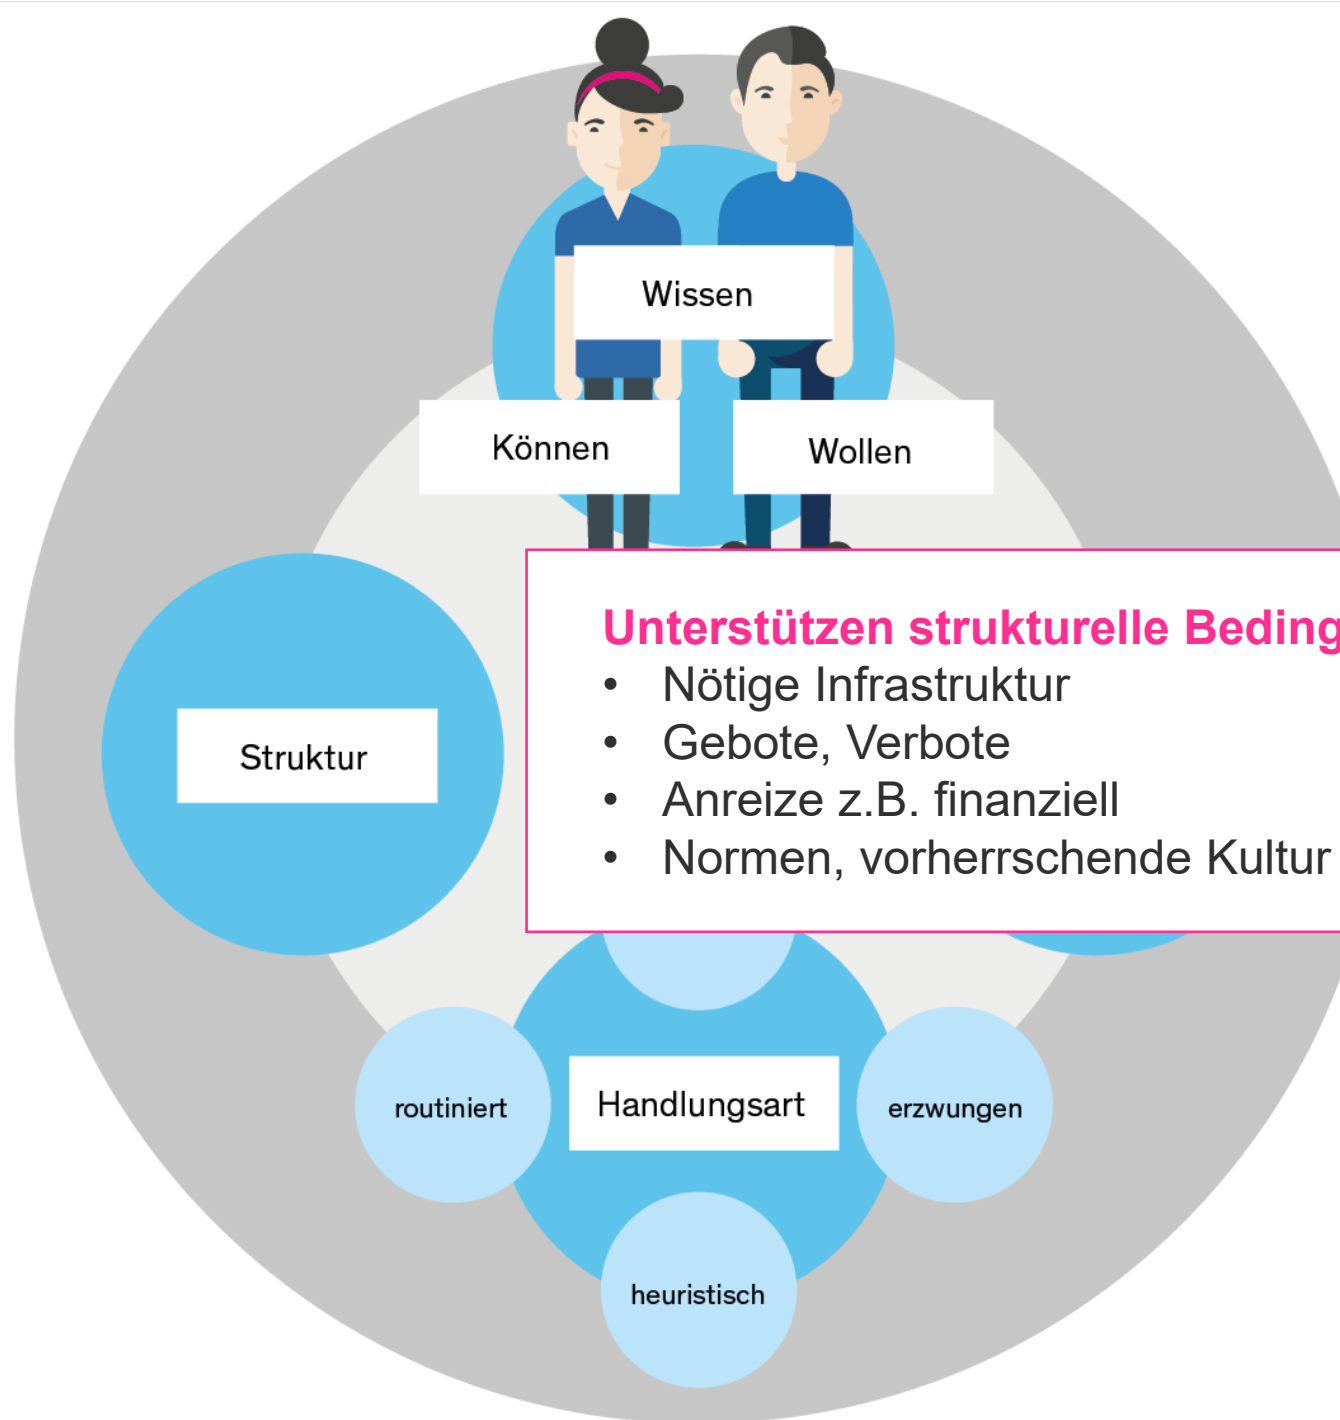 Wissen
Können
Wollen
Struktur
Unterstützen strukturelle Beding
• Nötige Infrastruktur
• Gebote, Verbote
• Anreize z.B. finanziell
• Normen, vorherrschende Kultur
routiniert
Handlungsart
erzwungen
heuristisch